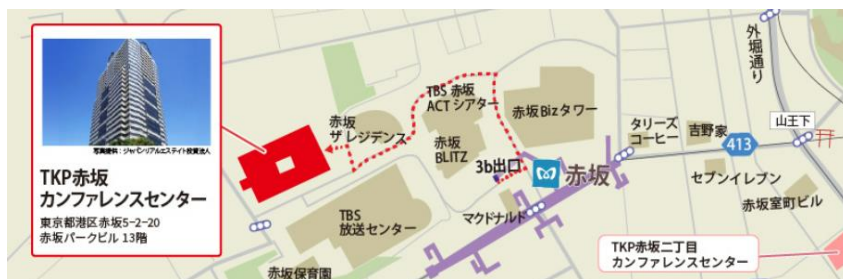 写真提供：ジャパンリアルエステイト投資法人
TKP赤坂
カンファレンスセンター
東京都港区赤坂5-2-20
赤坂パークビル 13階
赤坂
ザ レジデンス
TBS 赤坂
ACTシアター
赤坂Bizタワー
赤坂
BLITZ
3b出口
赤坂
TBS
放送センター
マクドナルド
赤坂保育園
タリーズ
コーヒー
吉野家
413
外堀通り
山王下
セブンイレブン
赤坂室町ビル
TKP赤坂二丁目
カンファレンスセンター